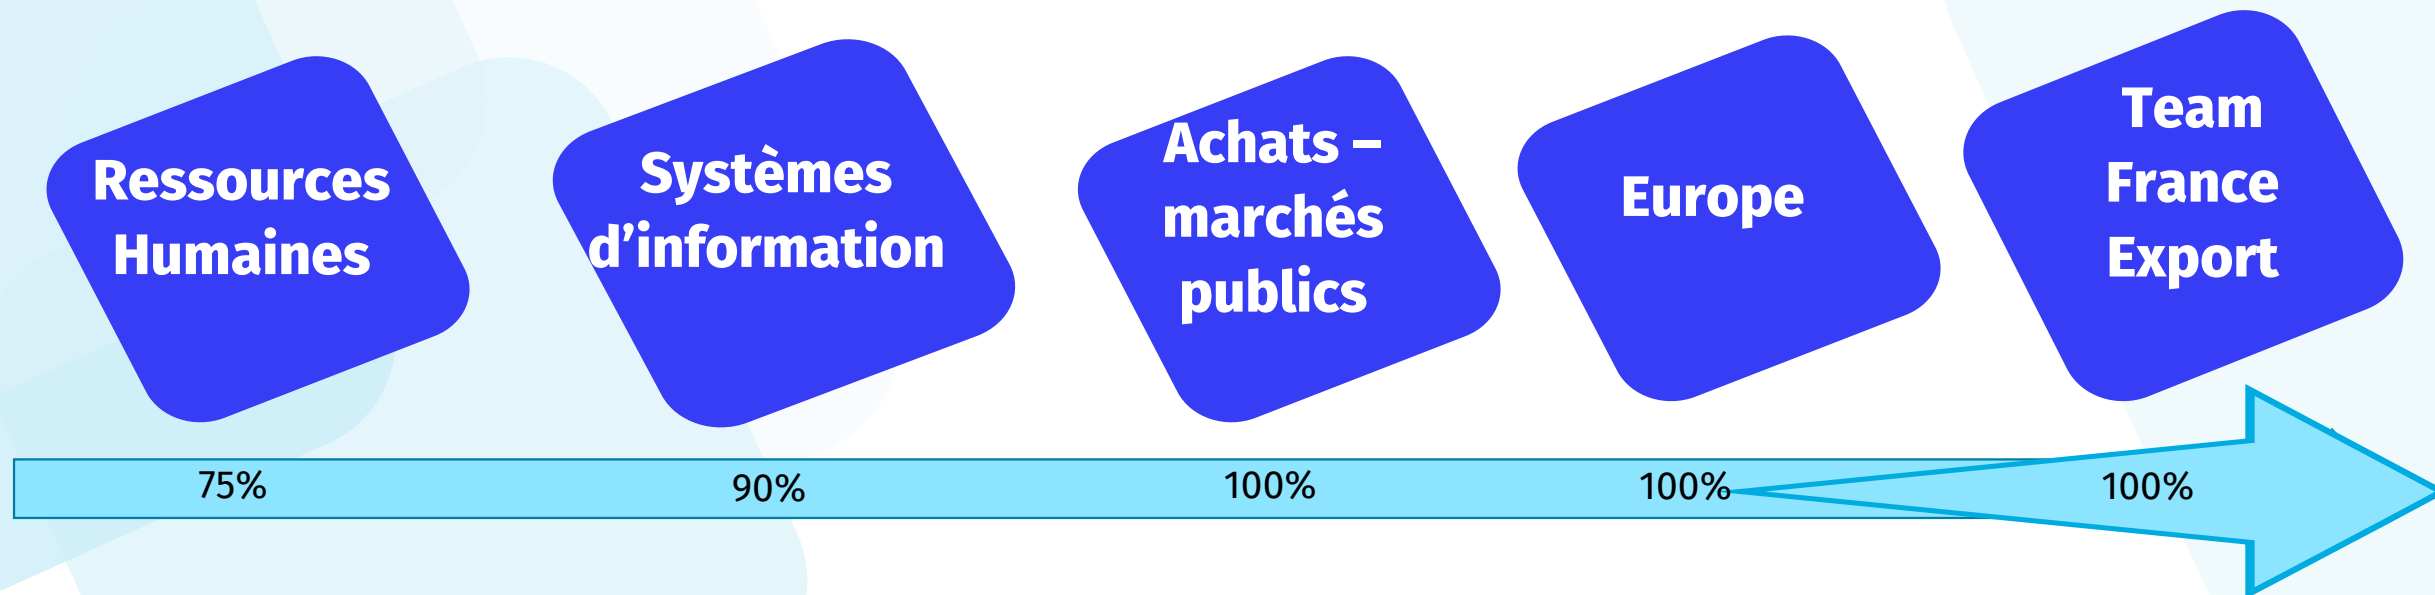 Ressources
Humaines
Systèmes
d’information
Achats –
marchés
publics
Europe
Team
France
Export
75%
90%
100%
100%
100%